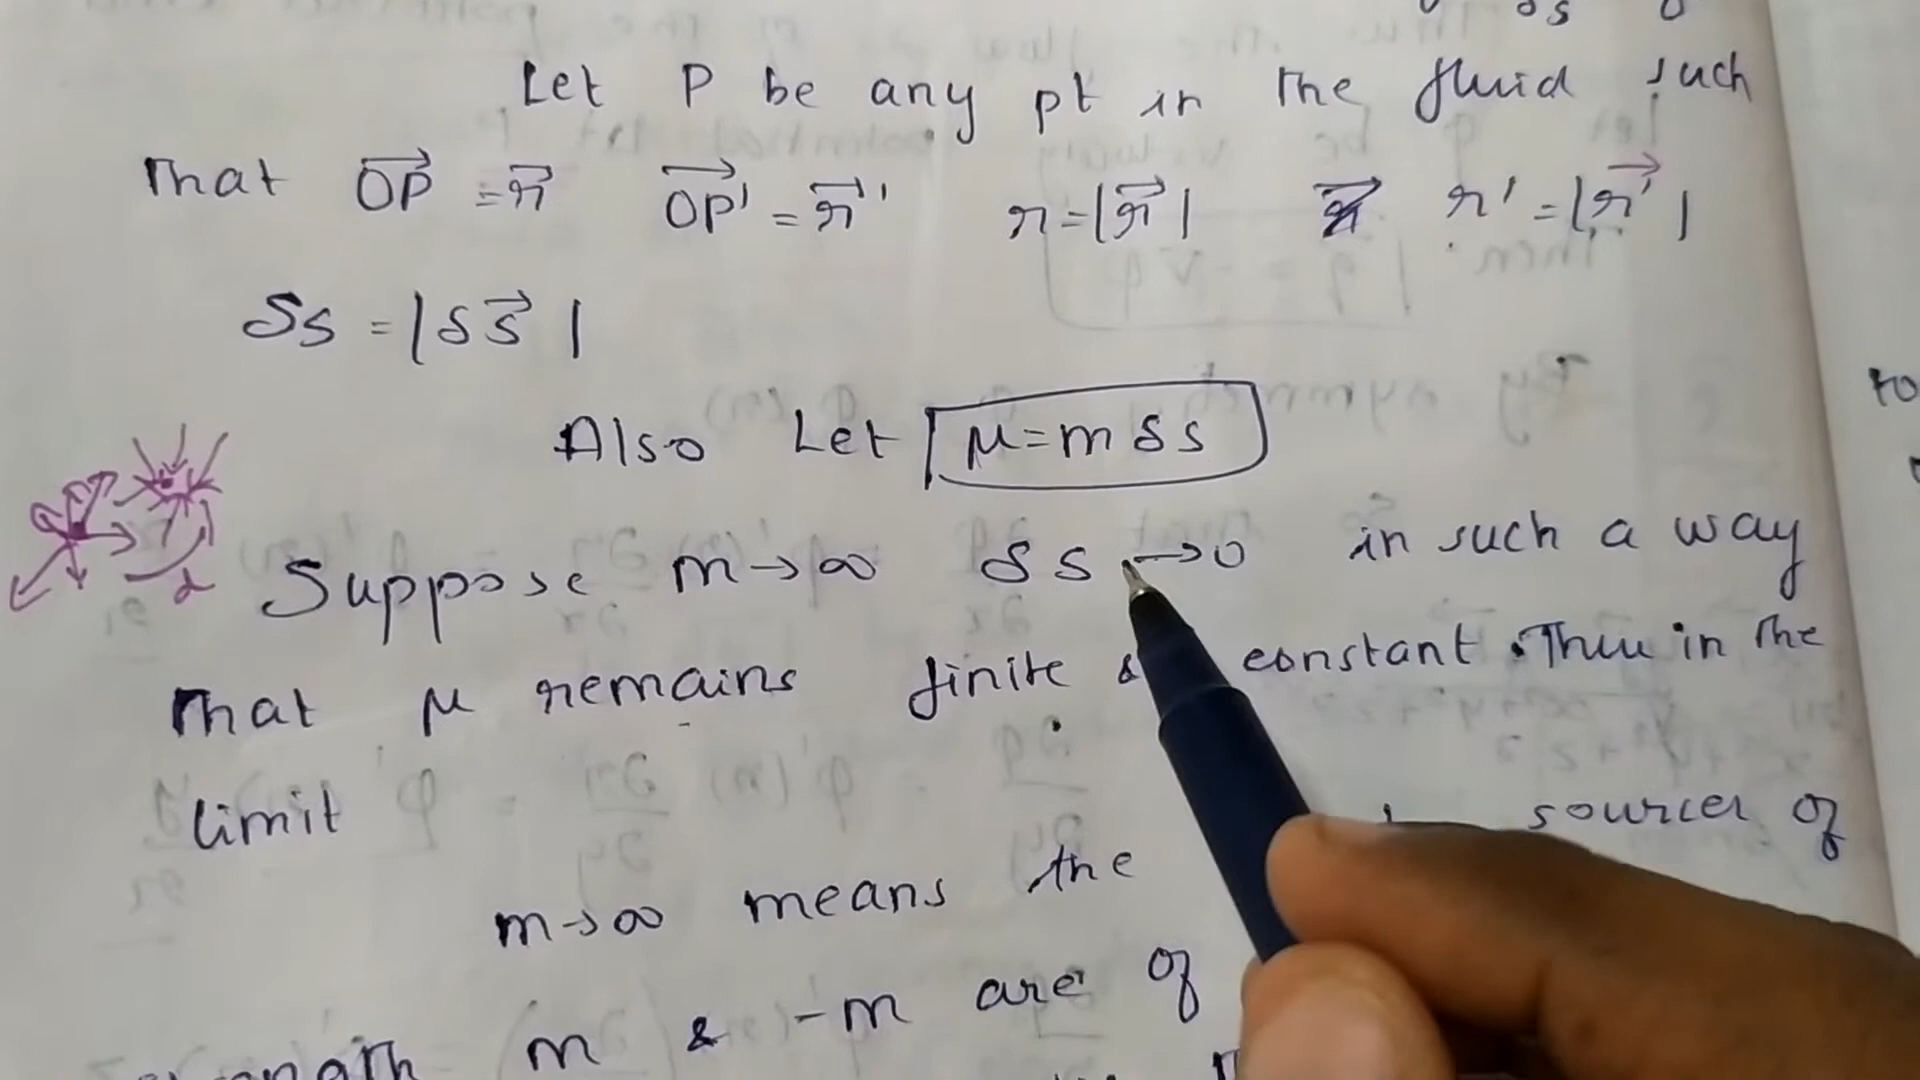 Let P be any pt in the fluid such
that OP⃗ = r⃗ OP'⃗ = r⃗' r = |r⃗| r' = |r⃗'|
δs = |δs⃗|
Also Let μ = m δs
Suppose m → ∞ δs → 0 in such a way
that μ remains finite & constant. Then in the
limit
m → ∞ means the sources of
m & -m are of